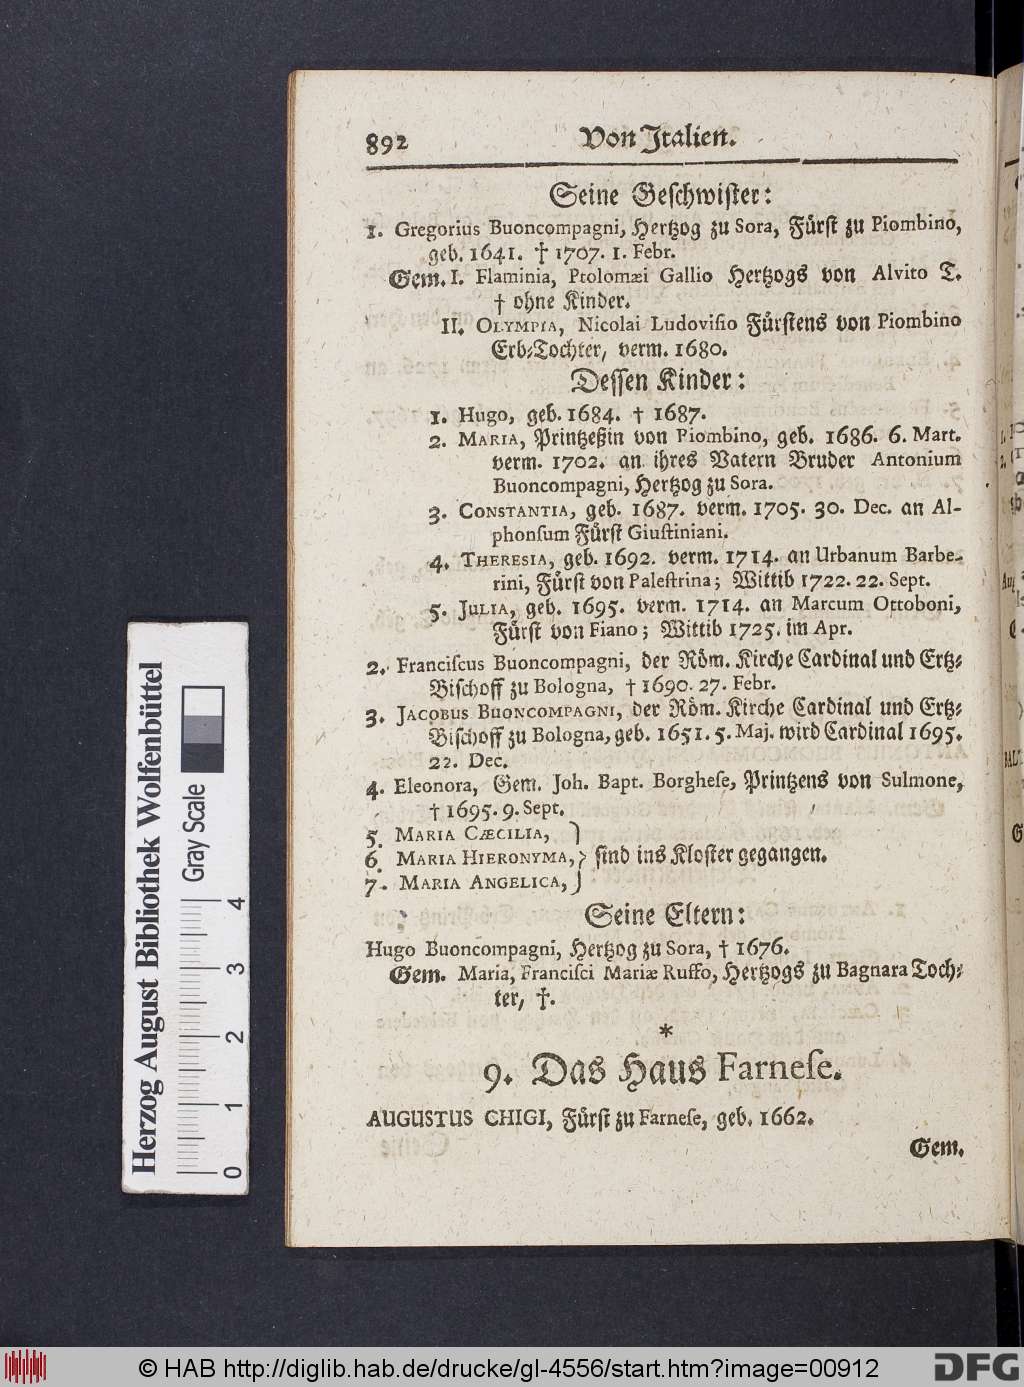 892 Von Italien.
Seine Geſchwiſter:
1. Gregorius Buoncompagni, Hertzog zu Sora, Fürſt zu Piombino,
geb. 1641. † 1707. 1. Febr.
Gem. I. Flaminia, Ptolomæi Gallio Hertzogs von Alvito T.
† ohne Kinder.
II. OLYMPIA, Nicolai Ludoviſio Fürſtens von Piombino
Erb⸗Tochter, verm. 1680.
Deſſen Kinder:
1. Hugo, geb. 1684. † 1687.
2. MARIA, Printzeßin von Piombino, geb. 1686. 6. Mart.
verm. 1702. an ihres Vatern Bruder Antonium
Buoncompagni, Hertzog zu Sora.
3. CONSTANTIA, geb. 1687. verm. 1705. 30. Dec. an Al-
phonſum Fürſt Giuſtiniani.
4. THERESIA, geb. 1692. verm. 1714. an Urbanum Barbe-
rini, Fürſt von Paleſtrina; Wittib 1722. 22. Sept.
5. JULIA, geb. 1695. verm. 1714. an Marcum Ottoboni,
Fürſt von Fiano; Wittib 1725. im Apr.
2. Franciſcus Buoncompagni, der Röm. Kirche Cardinal und Ertz⸗
Biſchoff zu Bologna, † 1690. 27. Febr.
3. JACOBUS BUONCOMPAGNI, der Röm. Kirche Cardinal und Ertz⸗
Biſchoff zu Bologna, geb. 1651. 5. Maj. wird Cardinal 1695.
22. Dec.
4. Eleonora, Gem. Joh. Bapt. Borgheſe, Printzens von Sulmone,
† 1695. 9. Sept.
5. MARIA CÆCILIA,
6. MARIA HIERONYMA, } ſind ins Kloſter gegangen.
7. MARIA ANGELICA,
Seine Eltern:
Hugo Buoncompagni, Hertzog zu Sora, † 1676.
Gem. Maria, Franciſci Mariæ Ruffo, Hertzogs zu Bagnara Toch⸗
ter, †.
*
9. Das Haus Farneſe.
AUGUSTUS CHIGI, Fürſt zu Farneſe, geb. 1662.
Gem.
Herzog August Bibliothek Wolfenbüttel
Gray Scale
0 1 2 3 4
© HAB http://diglib.hab.de/drucke/gl-4556/start.htm?image=00912
DFG